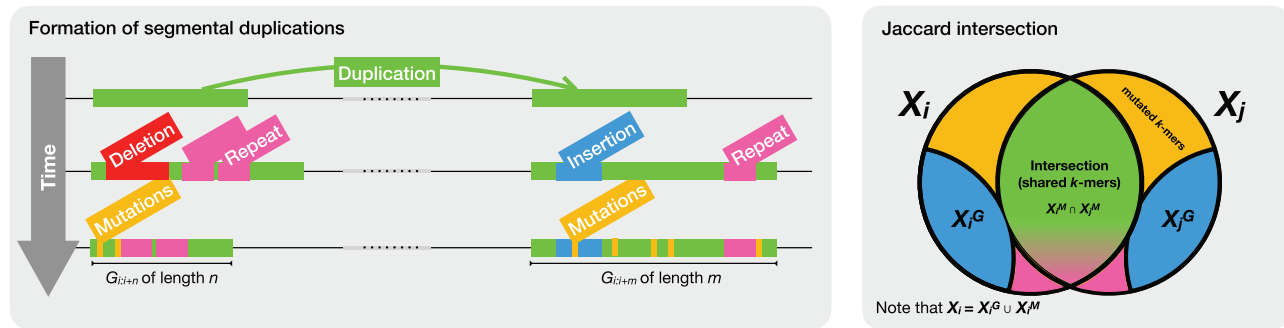 Formation of segmental duplications
Duplication
Time
Deletion
Repeat
Insertion
Repeat
Mutations
Mutations
Gi:i+n of length n
Gi:i+m of length m
Jaccard intersection
Xi
Xj
mutated k-mers
Intersection
(shared k-mers)
XiM ∩ XjM
XiG
XjG
Note that Xi = XiG ∪ XiM